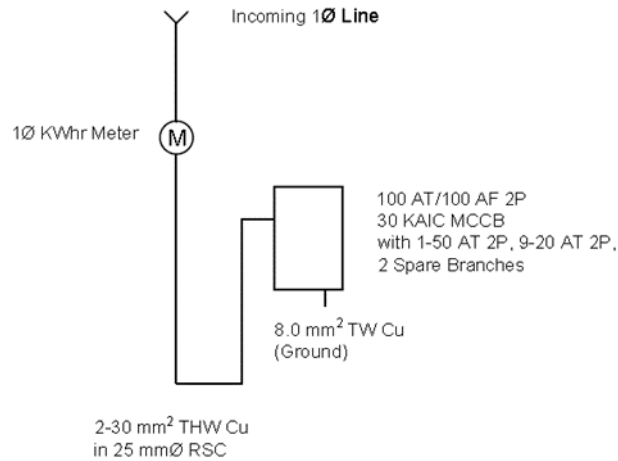 Incoming 1Ø Line
1Ø KWhr Meter
M
100 AT/100 AF 2P
30 KAIC MCCB
with 1-50 AT 2P, 9-20 AT 2P,
2 Spare Branches
8.0 mm² TW Cu
(Ground)
2-30 mm² THW Cu
in 25 mmØ RSC